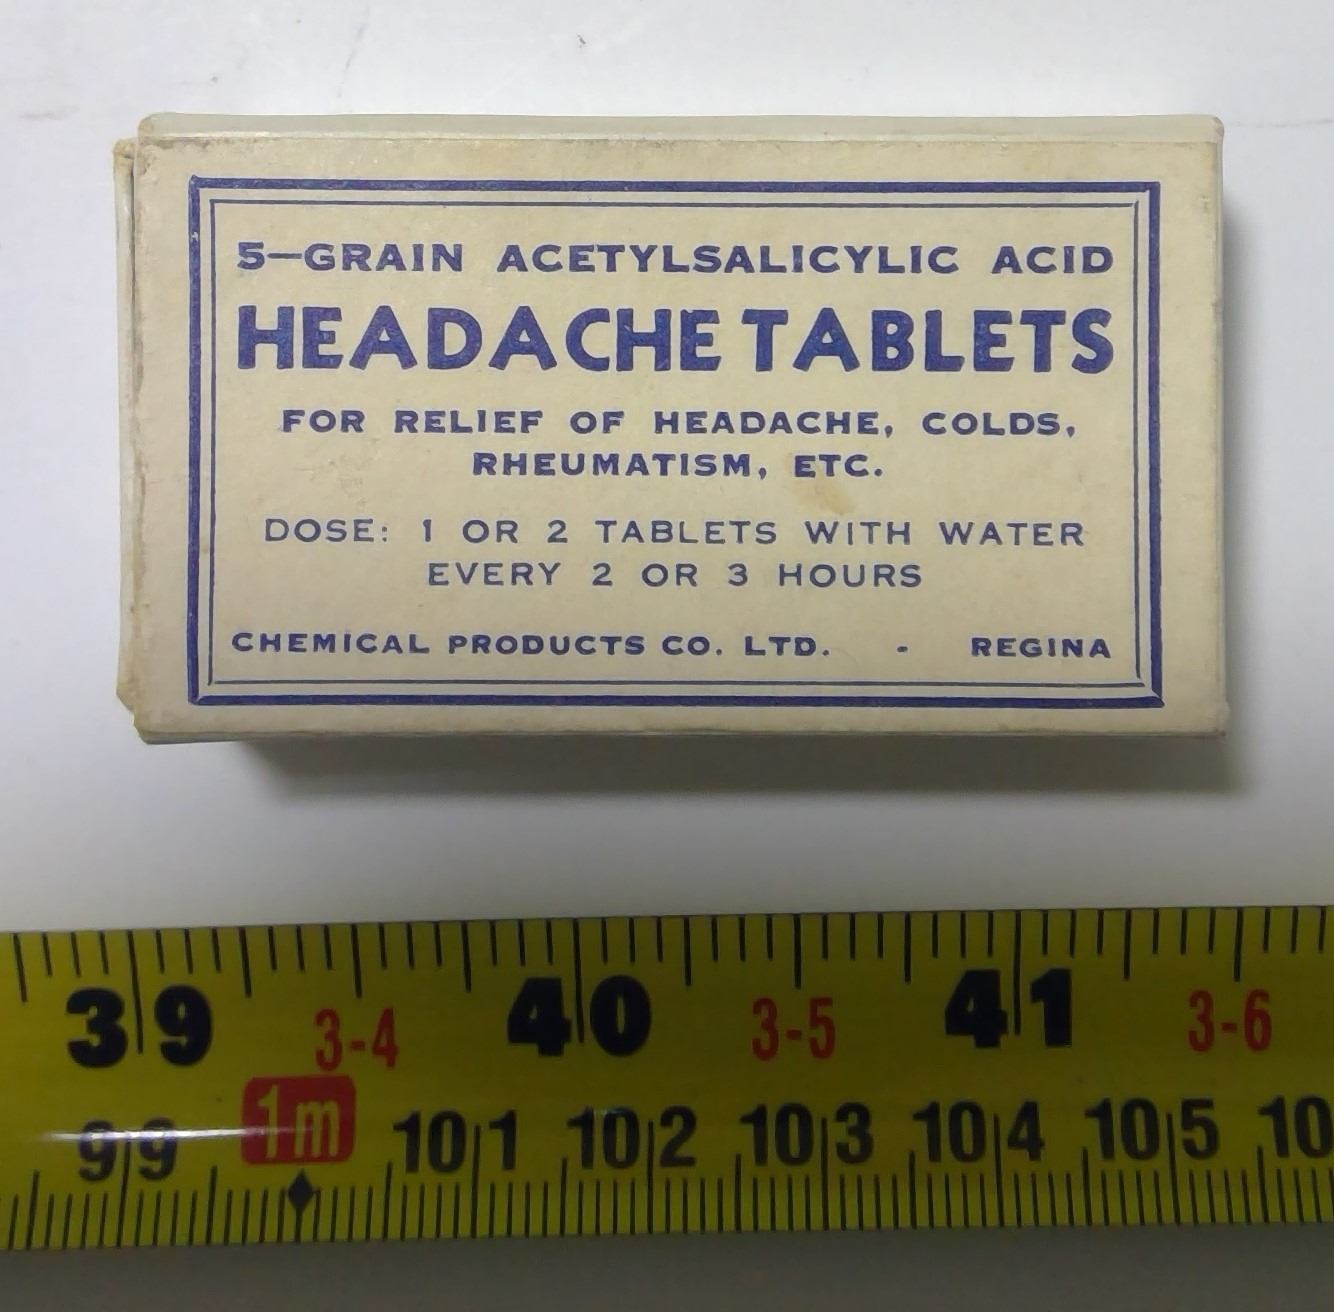 5-GRAIN ACETYLSALICYLIC ACID
HEADACHE TABLETS
FOR RELIEF OF HEADACHE, COLDS,
RHEUMATISM, ETC.
DOSE: 1 OR 2 TABLETS WITH WATER
EVERY 2 OR 3 HOURS
CHEMICAL PRODUCTS CO. LTD. - REGINA
39 3-4 40 3-5 41 3-6
99 1m 101 102 103 104 105 10